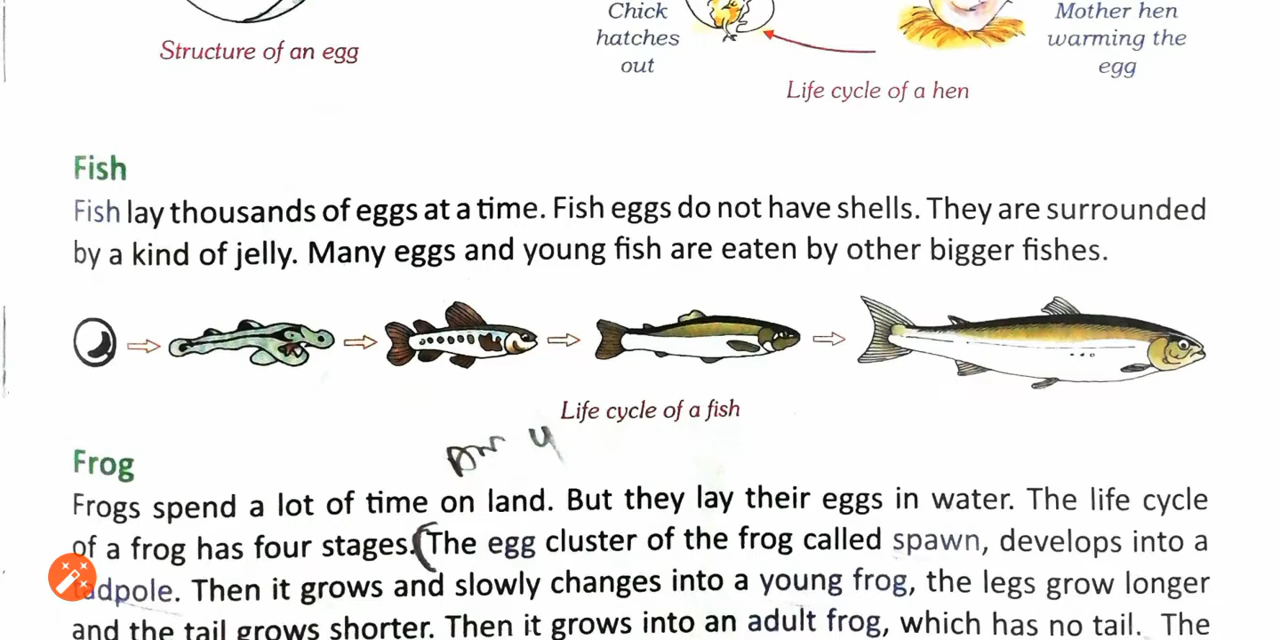 Structure of an egg
Chick
hatches
out
Mother hen
warming the
egg
Life cycle of a hen
Fish
Fish lay thousands of eggs at a time. Fish eggs do not have shells. They are surrounded
by a kind of jelly. Many eggs and young fish are eaten by other bigger fishes.
Life cycle of a fish
Frog
Frogs spend a lot of time on land. But they lay their eggs in water. The life cycle
of a frog has four stages. (The egg cluster of the frog called spawn, develops into a
tadpole. Then it grows and slowly changes into a young frog, the legs grow longer
and the tail grows shorter. Then it grows into an adult frog, which has no tail. The